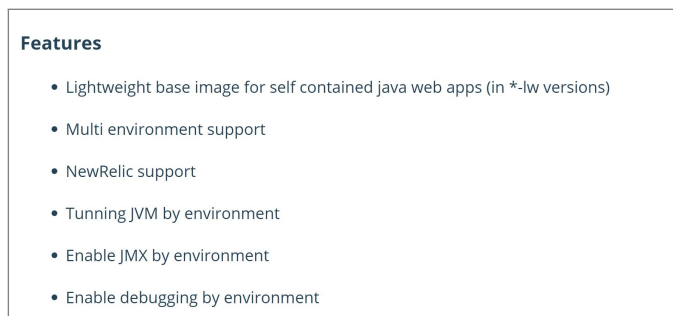 Features
Lightweight base image for self contained java web apps (in *-lw versions)
Multi environment support
NewRelic support
Tunning JVM by environment
Enable JMX by environment
Enable debugging by environment